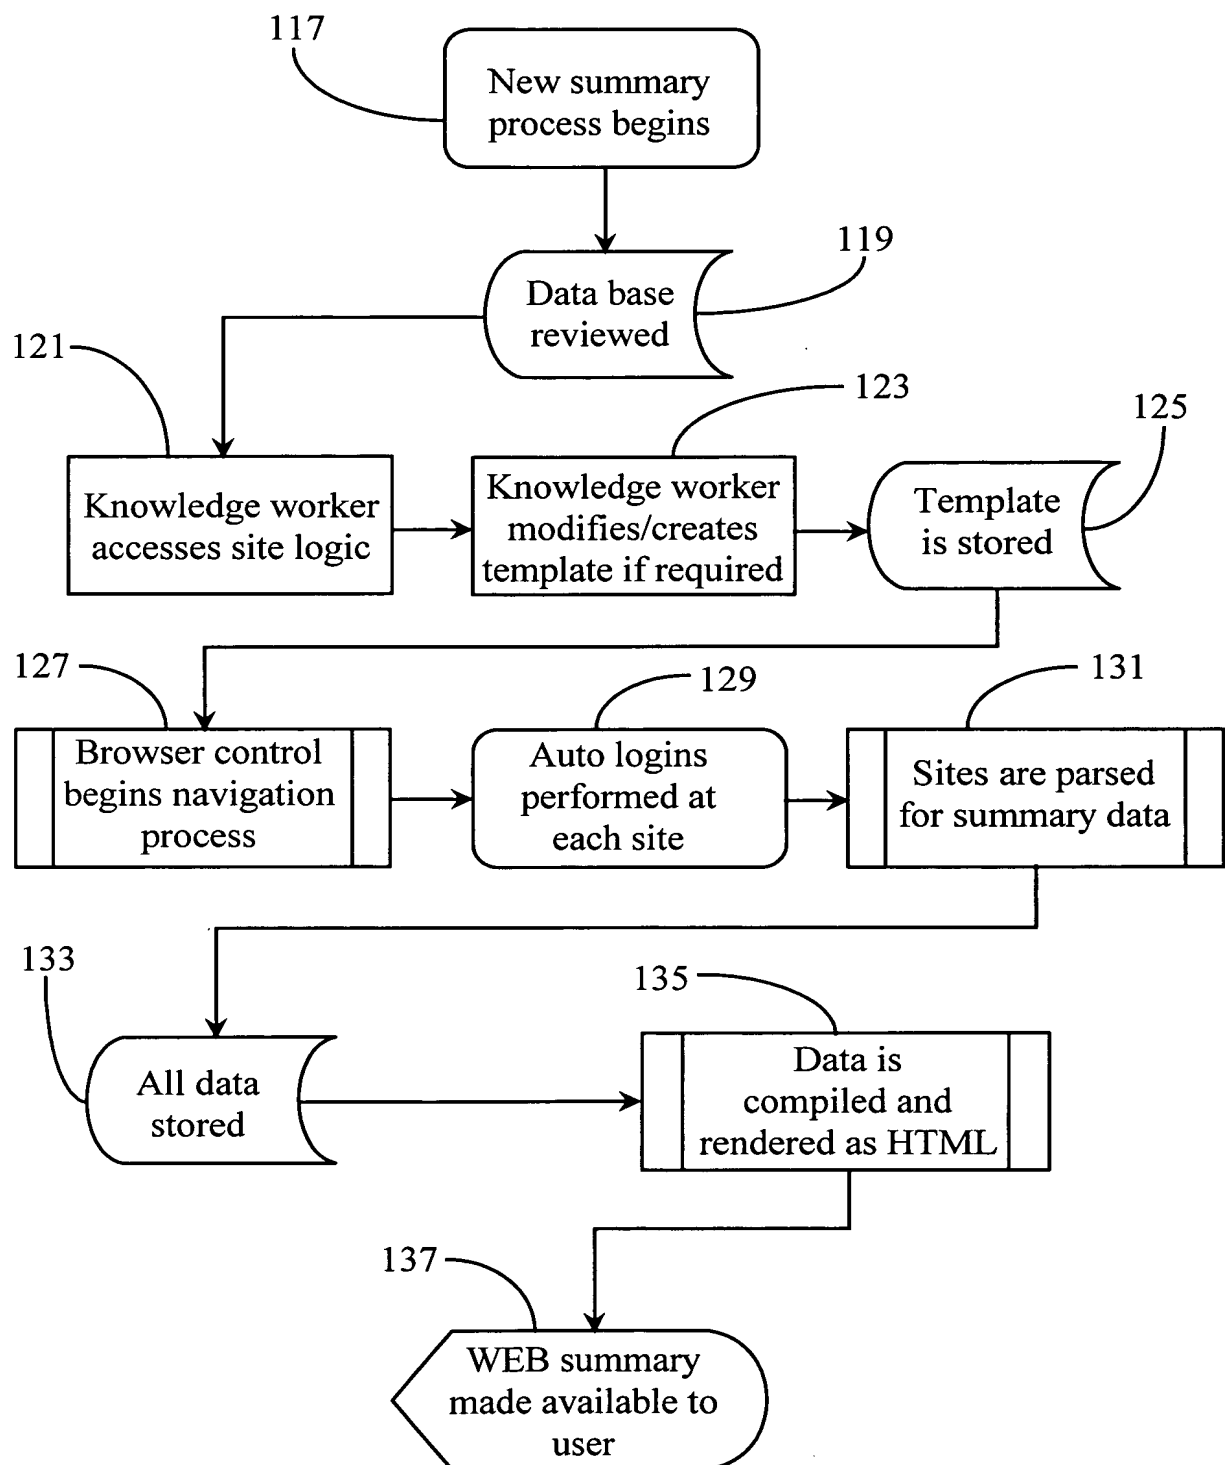 117
New summary
process begins
119
Data base
reviewed
121
123
125
Knowledge worker
accesses site logic
Knowledge worker
modifies/creates
template if required
Template
is stored
127
129
131
Browser control
begins navigation
process
Auto logins
performed at
each site
Sites are parsed
for summary data
133
135
All data
stored
Data is
compiled and
rendered as HTML
137
WEB summary
made available to
user